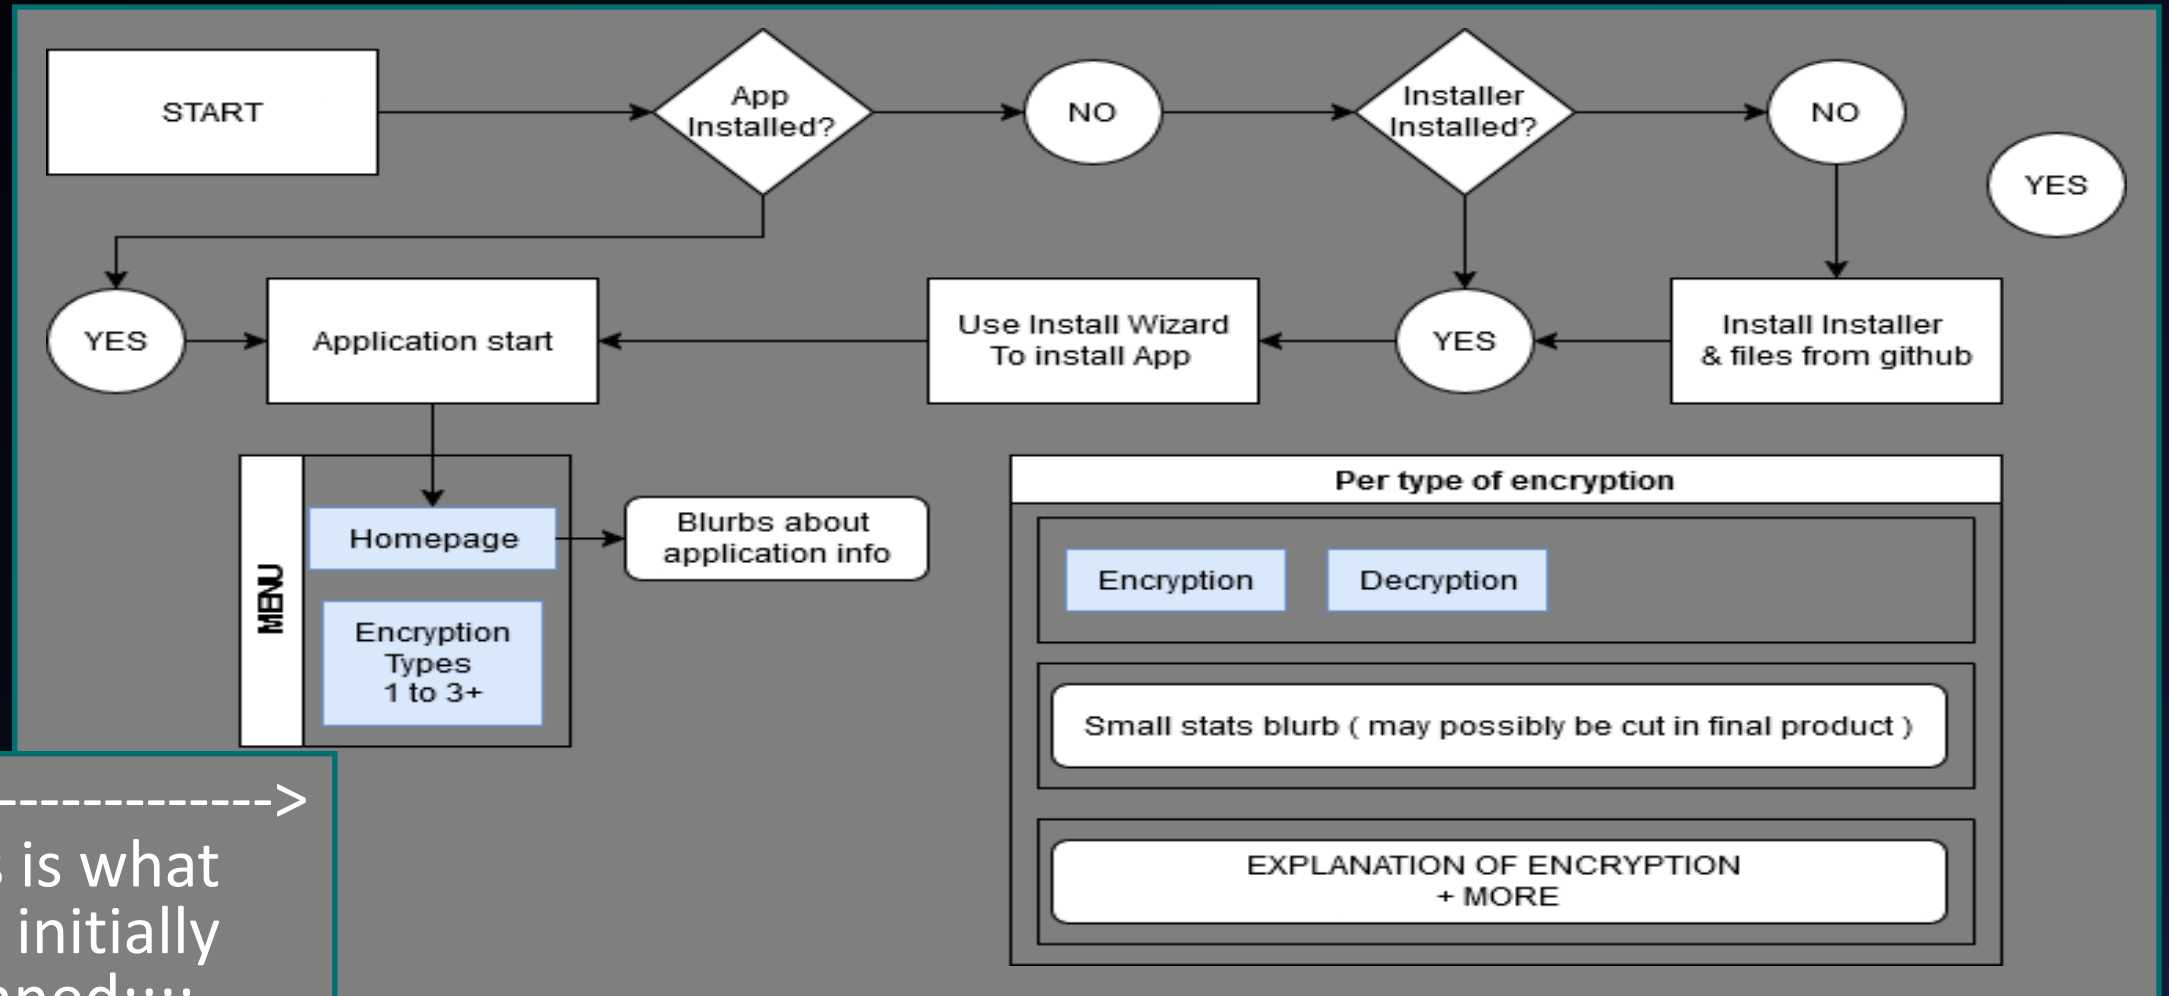 START
App
Installed?
NO
Installer
Installed?
NO
YES
YES
Application start
Use Install Wizard
To install App
YES
Install Installer
& files from github
MENU
Homepage
Blurbs about
application info
Encryption
Types
1 to 3+
Per type of encryption
Encryption
Decryption
Small stats blurb ( may possibly be cut in final product )
EXPLANATION OF ENCRYPTION
+ MORE
------------->
is what
initially